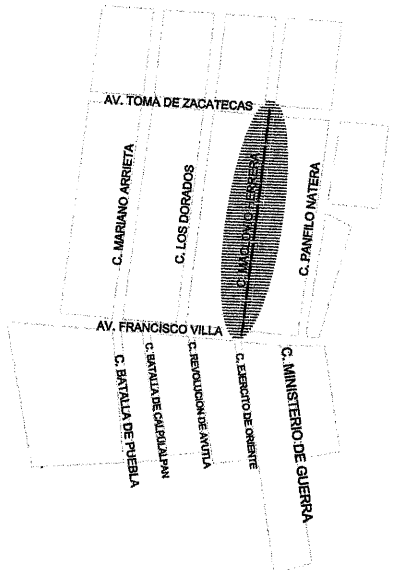 AV. TOMA DE ZACATECAS
C. MARIANO ARRIETA
C. LOS DORADOS
C. MACLOVIO HERRERA
C. PANFILO NATERA
AV. FRANCISCO VILLA
C. BATALLA DE PUEBLA
C. BATALLA DE CALPULALPAN
C. REVOLUCION DE AYUTLA
C. EJERCITO DE ORIENTE
C. MINISTERIO DE GUERRA